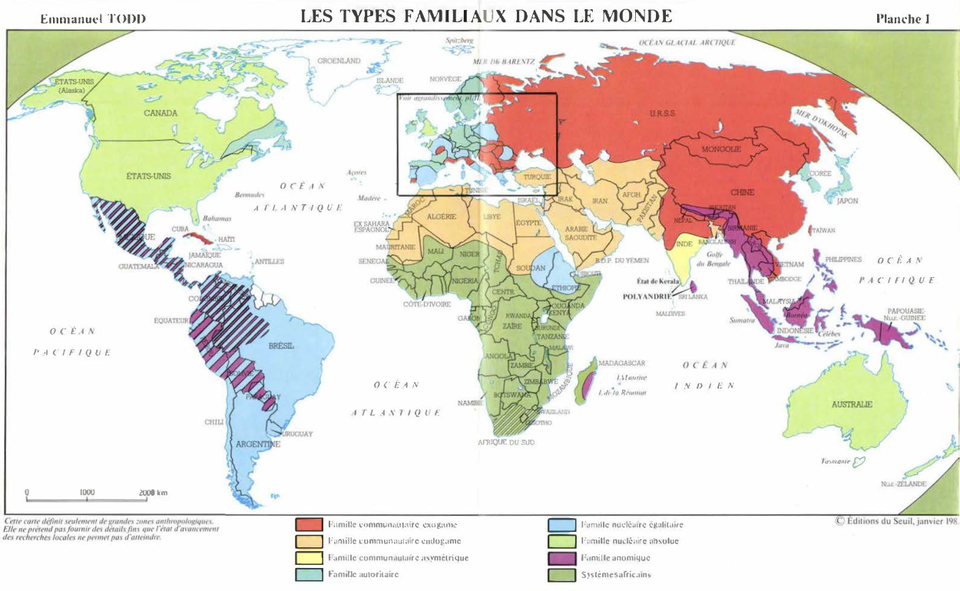 Emmanuel TODD
LES TYPES FAMILIAUX DANS LE MONDE
Planche I
Spitzberg
OCÉAN GLACIAL ARCTIQUE
GROENLAND
MER DE BARENTZ
ÉTATS-UNIS
(Alaska)
ISLANDE
NORVÈGE
Voir agrandissement, pl. II
CANADA
U.R.S.S.
MER D'OKHOTSK
MONGOLIE
ÉTATS-UNIS
Açores
OCÉAN
ATLANTIQUE
Bermudes
Madère
TURQUIE
CORÉE
JAPON
CHINE
TUNISIE
MAROC
ISRAEL
IRAK
IRAN
AFGH.
PAKISTAN
ALGÉRIE
LIBYE
ÉGYPTE
EX SAHARA
ESPAGNOL
ARABIE
SAOUDITE
NÉPAL
BHOUTAN
BIRMANIE
TAIWAN
Bahamas
CUBA
HAITI
JAMAÏQUE
ANTILLES
GUATEMALA
NICARAGUA
MAURITANIE
MALI
NIGER
TCHAD
SOUDAN
R.D.P. DU YEMEN
INDE
BANGLADESH
Golfe
du Bengale
VIETNAM
PHILIPPINES
OCÉAN
PACIFIQUE
SÉNÉGAL
GUINÉE
NIGERIA
CENTR.
DJIBOUTI
ÉTHIOPIE
État de Kerala
POLYANDRIE
SRI LANKA
THAÏLANDE
CAMBODGE
CÔTE-D'IVOIRE
OUGANDA
KENYA
MALDIVES
MALAYSIA
Sumatra
Bornéo
Célèbes
INDONÉSIE
Java
PAPOUASIE-
Nlle-GUINÉE
ÉQUATEUR
GABON
RWANDA
ZAÏRE
BURUNDI
TANZANIE
OCÉAN
PACIFIQUE
BRÉSIL
ANGOLA
MALAWI
ZAMBIE
MOZAMBIQUE
MADAGASCAR
OCÉAN
INDIEN
I. Maurice
I. de la Réunion
OCÉAN
ATLANTIQUE
ZIMBABWE
BOTSWANA
NAMIBIE
SWAZILAND
LESOTHO
AFRIQUE DU SUD
AUSTRALIE
PARAGUAY
CHILI
URUGUAY
ARGENTINE
Tasmanie
Nlle-ZÉLANDE
0 1000 2000 km
Cette carte définit seulement de grandes zones anthropologiques.
Elle ne prétend pas fournir des détails fins que l'état d'avancement
des recherches locales ne permet pas d'atteindre.
Famille communautaire exogame
Famille communautaire endogame
Famille communautaire asymétrique
Famille autoritaire
Famille nucléaire égalitaire
Famille nucléaire absolue
Famille anomique
Systèmes africains
© Éditions du Seuil, janvier 198